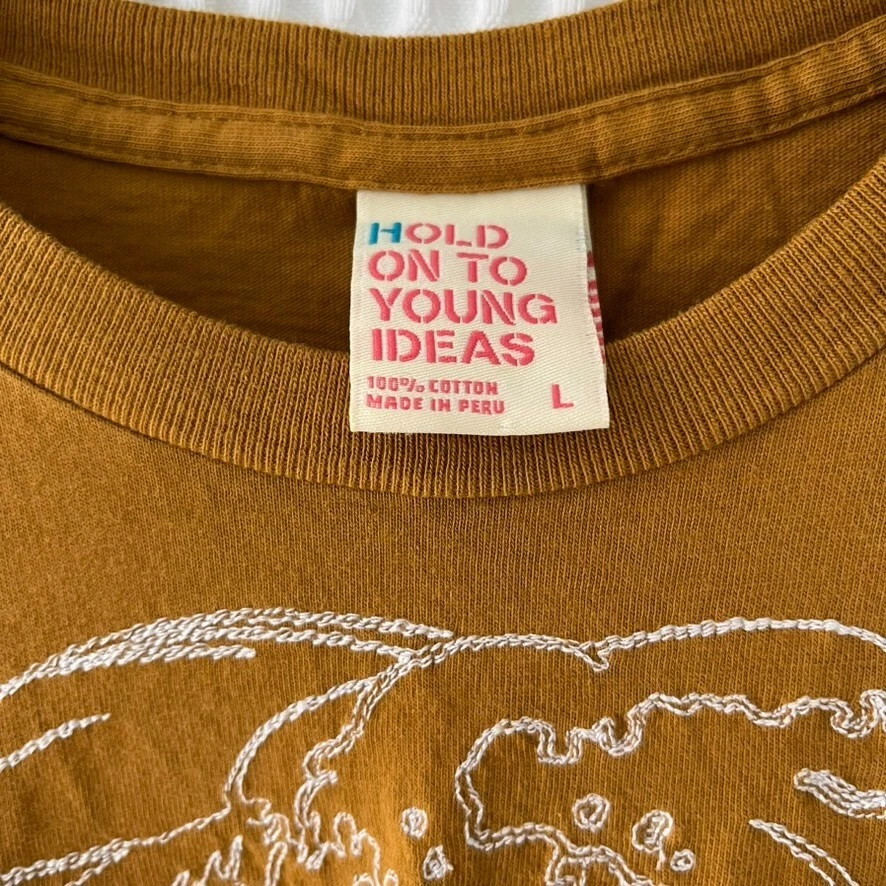 HOLD
ON TO
YOUNG
IDEAS
100% COTTON
MADE IN PERU
L